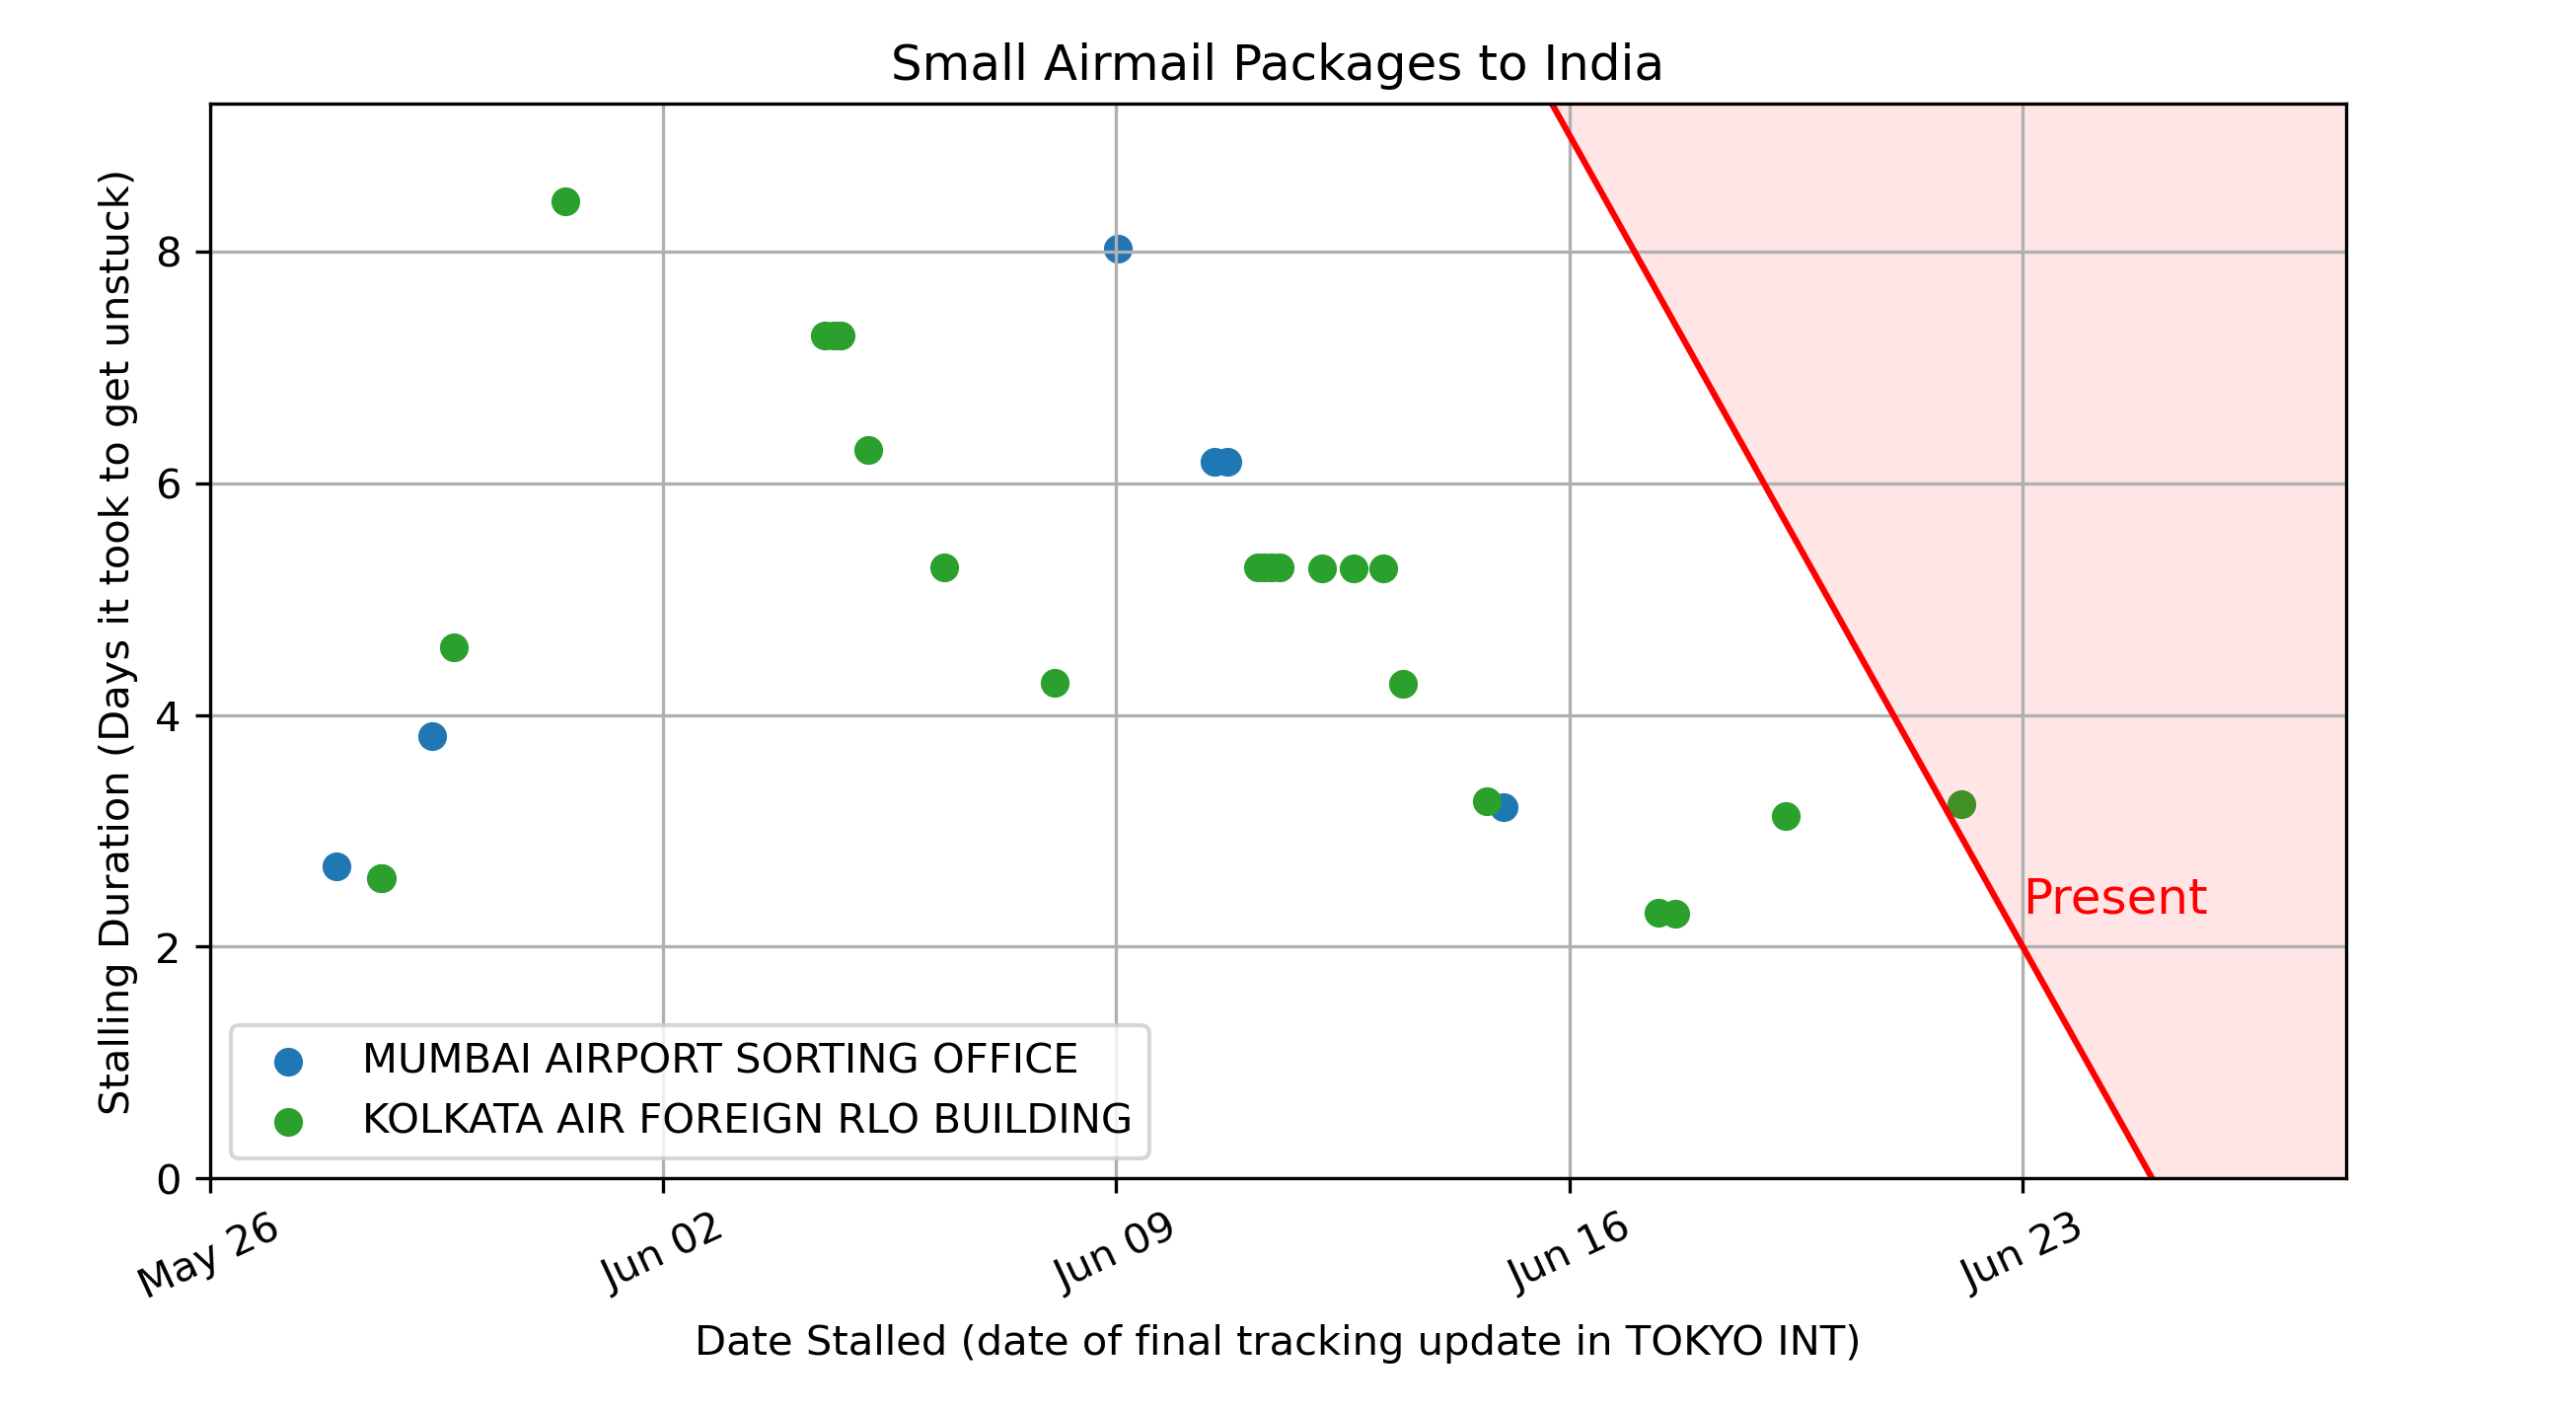 Small Airmail Packages to India
Stalling Duration (Days it took to get unstuck)
8
6
4
2
0
Present
MUMBAI AIRPORT SORTING OFFICE
KOLKATA AIR FOREIGN RLO BUILDING
May 26
Jun 02
Jun 09
Jun 16
Jun 23
Date Stalled (date of final tracking update in TOKYO INT)